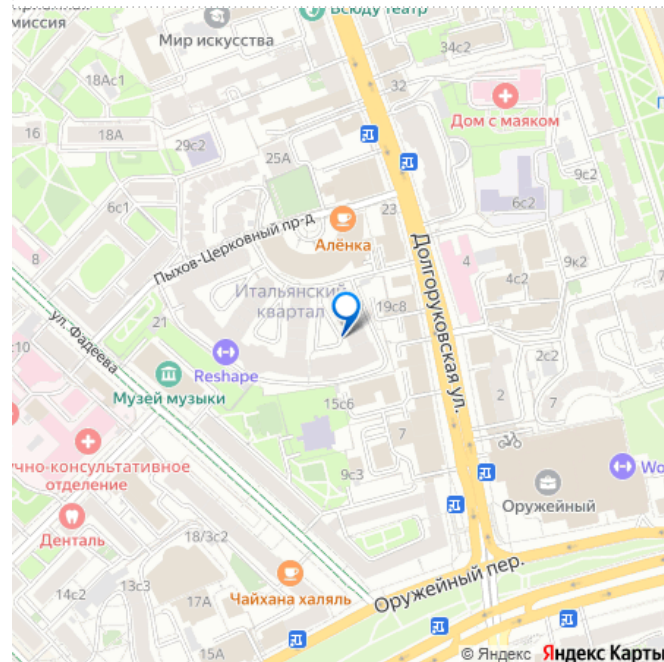 миссия
Мир искусства
Всюду театр
34с2
18Ас1
32
Дом с маяком
16
18А
29с2
25А
9с2
6с1
23
6с2
Пыхов-Церковный пр-д
Алёнка
8
4
9к2
4с2
Итальянский
квартал
19с8
Долгоруковская ул.
ул. Фадеева
21
с10
Reshape
2с2
Музей музыки
15с6
2
7
7
чно-консультативное
отделение
9с3
Wo
Оружейный
Денталь
18/3с2
Оружейный пер.
13с3
14с2
17А
Чайхана халяль
© Яндекс Яндекс Карты